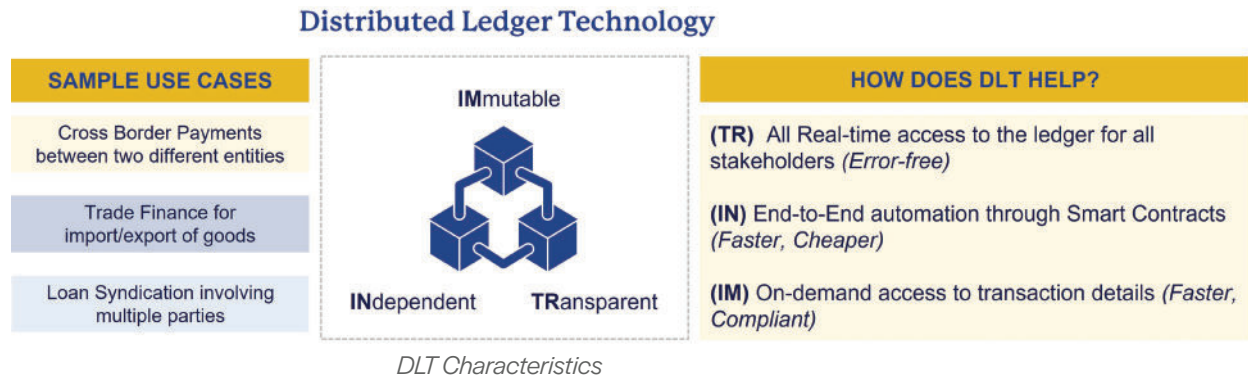 Distributed Ledger Technology
SAMPLE USE CASES
Cross Border Payments
between two different entities
Trade Finance for
import/export of goods
Loan Syndication involving
multiple parties
IMmutable
INdependent
TRansparent
HOW DOES DLT HELP?
(TR) All Real-time access to the ledger for all
stakeholders (Error-free)
(IN) End-to-End automation through Smart Contracts
(Faster, Cheaper)
(IM) On-demand access to transaction details (Faster,
Compliant)
DLT Characteristics